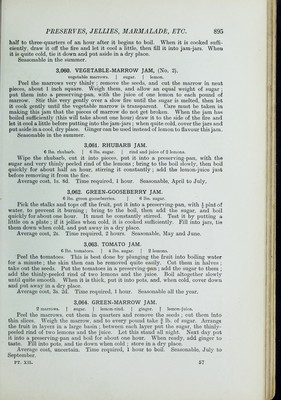 PRESERVES, JELLIES, MARMALADE, ETC. 895
half to three-quarters of an hour after it begins to boil. When it is cooked suffi-
ciently, draw it off the fire and let it cool a little, then fill it into jam-jars. When
it is quite cold, tie it down and put aside in a dry place.
Seasonable in the summer.
3,060. VEGETABLE-MARROW JAM, (No. 2).
vegetable marrows. | sugar. | lemon.
Peel the marrows very thinly; remove the seeds, and cut the marrow in neat
pieces, about 1 inch square. Weigh them, and allow an equal weight of sugar;
put them into a preserving-pan, with the juice of one lemon to each pound of
marrow. Stir this very gently over a slow fire until the sugar is melted, then let
it cook gently until the vegetable marrow is transparent. Care must be taken in
making this jam that the pieces of marrow do not get broken. When the jam has
boiled sufficiently (this will take about one hour) draw it to the side of the fire and
let it cool a little before putting into the jam-jars; when quite cold, cover the jars and
put aside in a cool, dry place. Ginger can be used instead of lemon to flavour this jam.
Seasonable in the summer.
3,061. RHUBARB JAM.
6 lbs. rhubarb. | 6 lbs. sugar. | rind and juice of 2 lemons.
Wipe the rhubarb, cut it into pieces, put it into a preserving-pan, with the
sugar and very thinly peeled rind of the lemons; bring to the boil slowly, then boil
quickly for about half an hour, stirring it constantly; add the lemon-juice just
before removing it from the fire.
Average cost, 1s. 6d. Time required, 1 hour. Seasonable, April to July.
3,062. GREEN-GOOSEBERRY JAM.
6 lbs. green gooseberries. | 6 lbs. sugar.
Pick the stalks and tops off the fruit, put it into a preserving-pan, with ½ pint of
water, to prevent it burning; bring to the boil, then add the sugar, and boil
quickly for about one hour. It must be constantly stirred. Test it by putting a
little on a plate; if it jellies when cold, it is cooked sufficiently. Fill into jars, tie
them down when cold, and put away in a dry place.
Average cost, 2s. Time required, 2 hours. Seasonable, May and June.
3,063. TOMATO JAM.
6 lbs. tomatoes. | 4 lbs. sugar. | 2 lemons.
Peel the tomatoes. This is best done by plunging the fruit into boiling water
for a minute; the skin then can be removed quite easily. Cut them in halves;
take out the seeds. Put the tomatoes in a preserving pan; add the sugar to them;
add the thinly-peeled rind of two lemons and the juice. Boil altogether slowly
until quite smooth. When it is thick, put it into pots, and, when cold, cover down
and put away in a dry place.
Average cost, 3s. 2d. Time required, 1 hour. Seasonable all the year.
3,064. GREEN-MARROW JAM.
2 marrows. | sugar. | lemon-rind. | ginger. | lemon-juice.
Peel the marrows, cut them in quarters and remove the seeds; cut them into
thin slices. Weigh the marrow, and to every pound take ¾ lb. of sugar. Arrange
the fruit in layers in a large basin; between each layer put the sugar, the thinly-
peeled rind of two lemons and the juice. Let this stand all night. Next day put
it into a preserving-pan and boil for about one hour. When ready, add ginger to
taste. Fill into pots, and tie down when cold; store in a dry place.
Average cost, uncertain. Time required, 1 hour to boil. Seasonable, July to
September.
PT. XII. 87